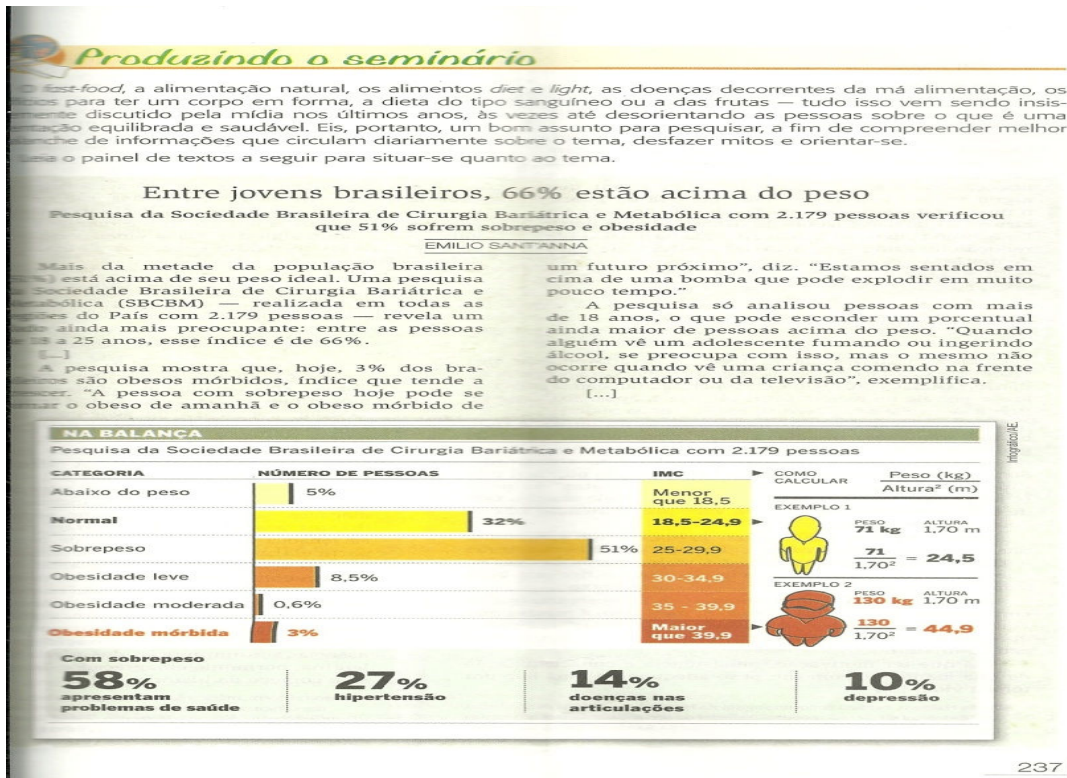 Produzindo o seminário
fast-food, a alimentação natural, os alimentos diet e light, as doenças decorrentes da má alimentação, os
para ter um corpo em forma, a dieta do tipo sanguíneo ou a das frutas — tudo isso vem sendo insis-
discutido pela mídia nos últimos anos, às vezes até desorientando as pessoas sobre o que é uma
equilibrada e saudável. Eis, portanto, um bom assunto para pesquisar, a fim de compreender melhor
de informações que circulam diariamente sobre o tema, desfazer mitos e orientar-se.
o painel de textos a seguir para situar-se quanto ao tema.
Entre jovens brasileiros, 66% estão acima do peso
Pesquisa da Sociedade Brasileira de Cirurgia Bariátrica e Metabólica com 2.179 pessoas verificou
que 51% sofrem sobrepeso e obesidade
EMILIO SANT'ANNA
Mais da metade da população brasileira
está acima de seu peso ideal. Uma pesquisa
Sociedade Brasileira de Cirurgia Bariátrica e
(SBCBM) — realizada em todas as
do País com 2.179 pessoas — revela um
ainda mais preocupante: entre as pessoas
18 a 25 anos, esse índice é de 66%.
[...]
A pesquisa mostra que, hoje, 3% dos bra-
são obesos mórbidos, índice que tende a
"A pessoa com sobrepeso hoje pode se
o obeso de amanhã e o obeso mórbido de
um futuro próximo", diz. "Estamos sentados em
cima de uma bomba que pode explodir em muito
pouco tempo."
A pesquisa só analisou pessoas com mais
de 18 anos, o que pode esconder um porcentual
ainda maior de pessoas acima do peso. "Quando
alguém vê um adolescente fumando ou ingerindo
álcool, se preocupa com isso, mas o mesmo não
ocorre quando vê uma criança comendo na frente
do computador ou da televisão", exemplifica.
[...]
NA BALANÇA
Pesquisa da Sociedade Brasileira de Cirurgia Bariátrica e Metabólica com 2.179 pessoas
CATEGORIA NÚMERO DE PESSOAS IMC
Abaixo do peso 5% Menor que 18,5
Normal 32% 18,5-24,9
Sobrepeso 51% 25-29,9
Obesidade leve 8,5% 30-34,9
Obesidade moderada 0,6% 35 - 39,9
Obesidade mórbida 3% Maior que 39,9
COMO CALCULAR
Peso (kg)
Altura² (m)
EXEMPLO 1
PESO ALTURA
71 kg 1,70 m
71
1,70² = 24,5
EXEMPLO 2
PESO ALTURA
130 kg 1,70 m
130
1,70² = 44,9
Infográfico/AE
Com sobrepeso
58% apresentam problemas de saúde
27% hipertensão
14% doenças nas articulações
10% depressão
237